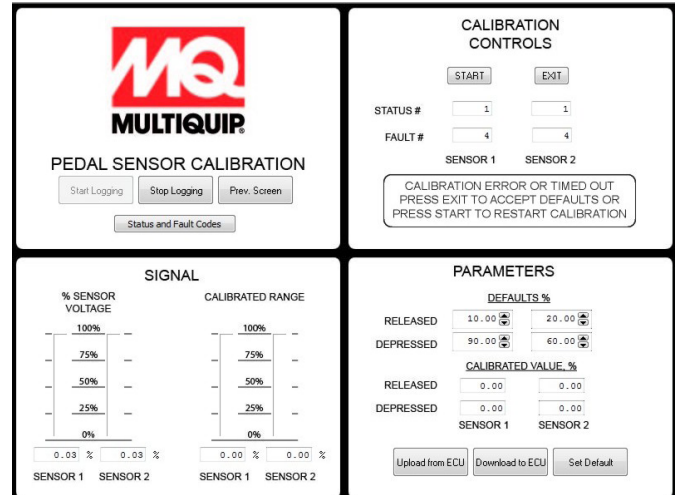 MQ
MULTIQUIP.
PEDAL SENSOR CALIBRATION
Start Logging Stop Logging Prev. Screen
Status and Fault Codes
CALIBRATION
CONTROLS
START EXIT
STATUS # 1 1
FAULT # 4 4
SENSOR 1 SENSOR 2
CALIBRATION ERROR OR TIMED OUT
PRESS EXIT TO ACCEPT DEFAULTS OR
PRESS START TO RESTART CALIBRATION
SIGNAL
% SENSOR
VOLTAGE
100%
75%
50%
25%
0%
0.03 % 0.03 %
SENSOR 1 SENSOR 2
CALIBRATED RANGE
100%
75%
50%
25%
0%
0.00 % 0.00 %
SENSOR 1 SENSOR 2
PARAMETERS
DEFAULTS %
RELEASED 10.00 20.00
DEPRESSED 90.00 60.00
CALIBRATED VALUE, %
RELEASED 0.00 0.00
DEPRESSED 0.00 0.00
SENSOR 1 SENSOR 2
Upload from ECU Download to ECU Set Default